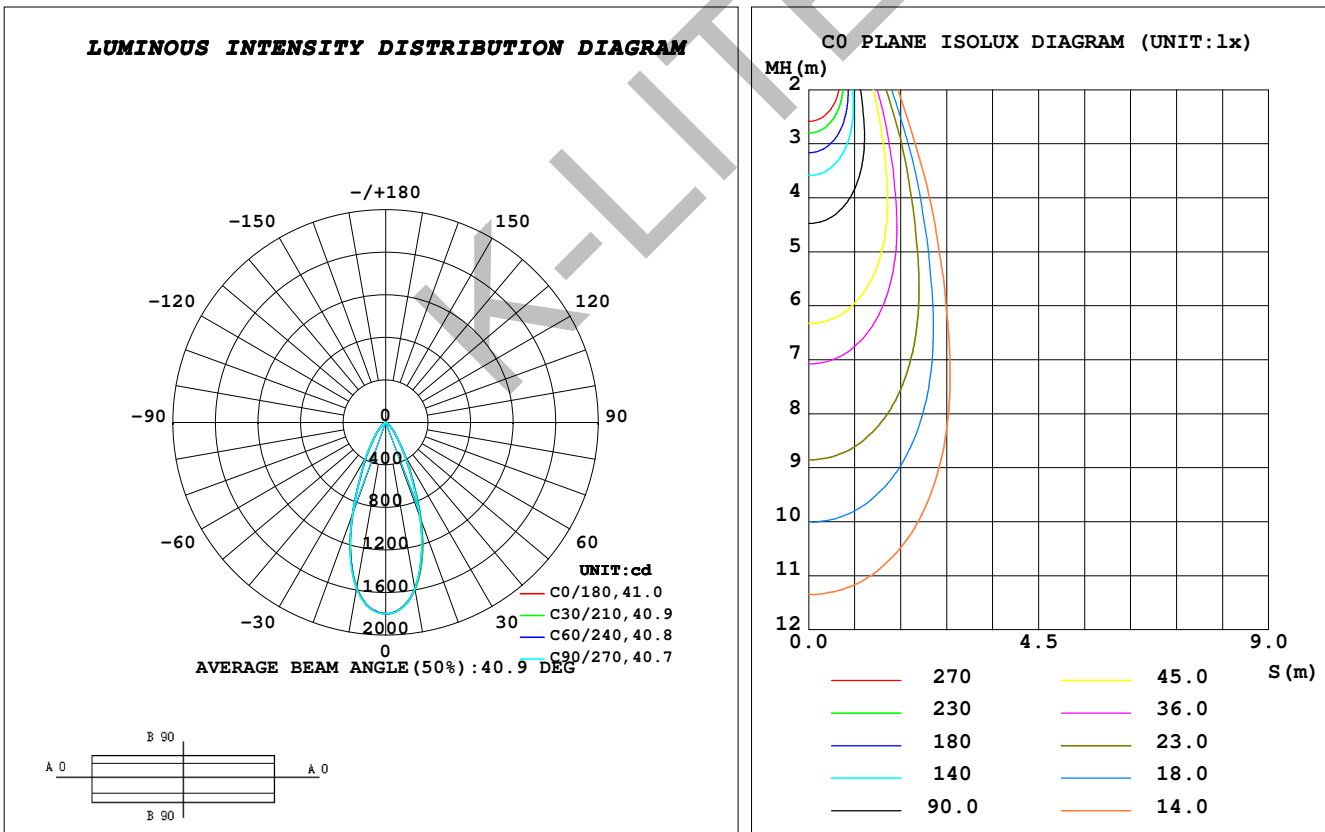 LUMINOUS INTENSITY DISTRIBUTION DIAGRAM
-/+180
-150
150
-120
120
-90
90
0
400
800
1200
1600
2000
-60
60
-30
30
0
UNIT:cd
C0/180,41.0
C30/210,40.9
C60/240,40.8
C90/270,40.7
AVERAGE BEAM ANGLE(50%):40.9 DEG
B 90
A 0
A 0
B 90
K-LITE
C0 PLANE ISOLUX DIAGRAM (UNIT:lx)
MH(m)
2
3
4
5
6
7
8
9
10
11
12
0.0
4.5
9.0
S(m)
270
45.0
230
36.0
180
23.0
140
18.0
90.0
14.0